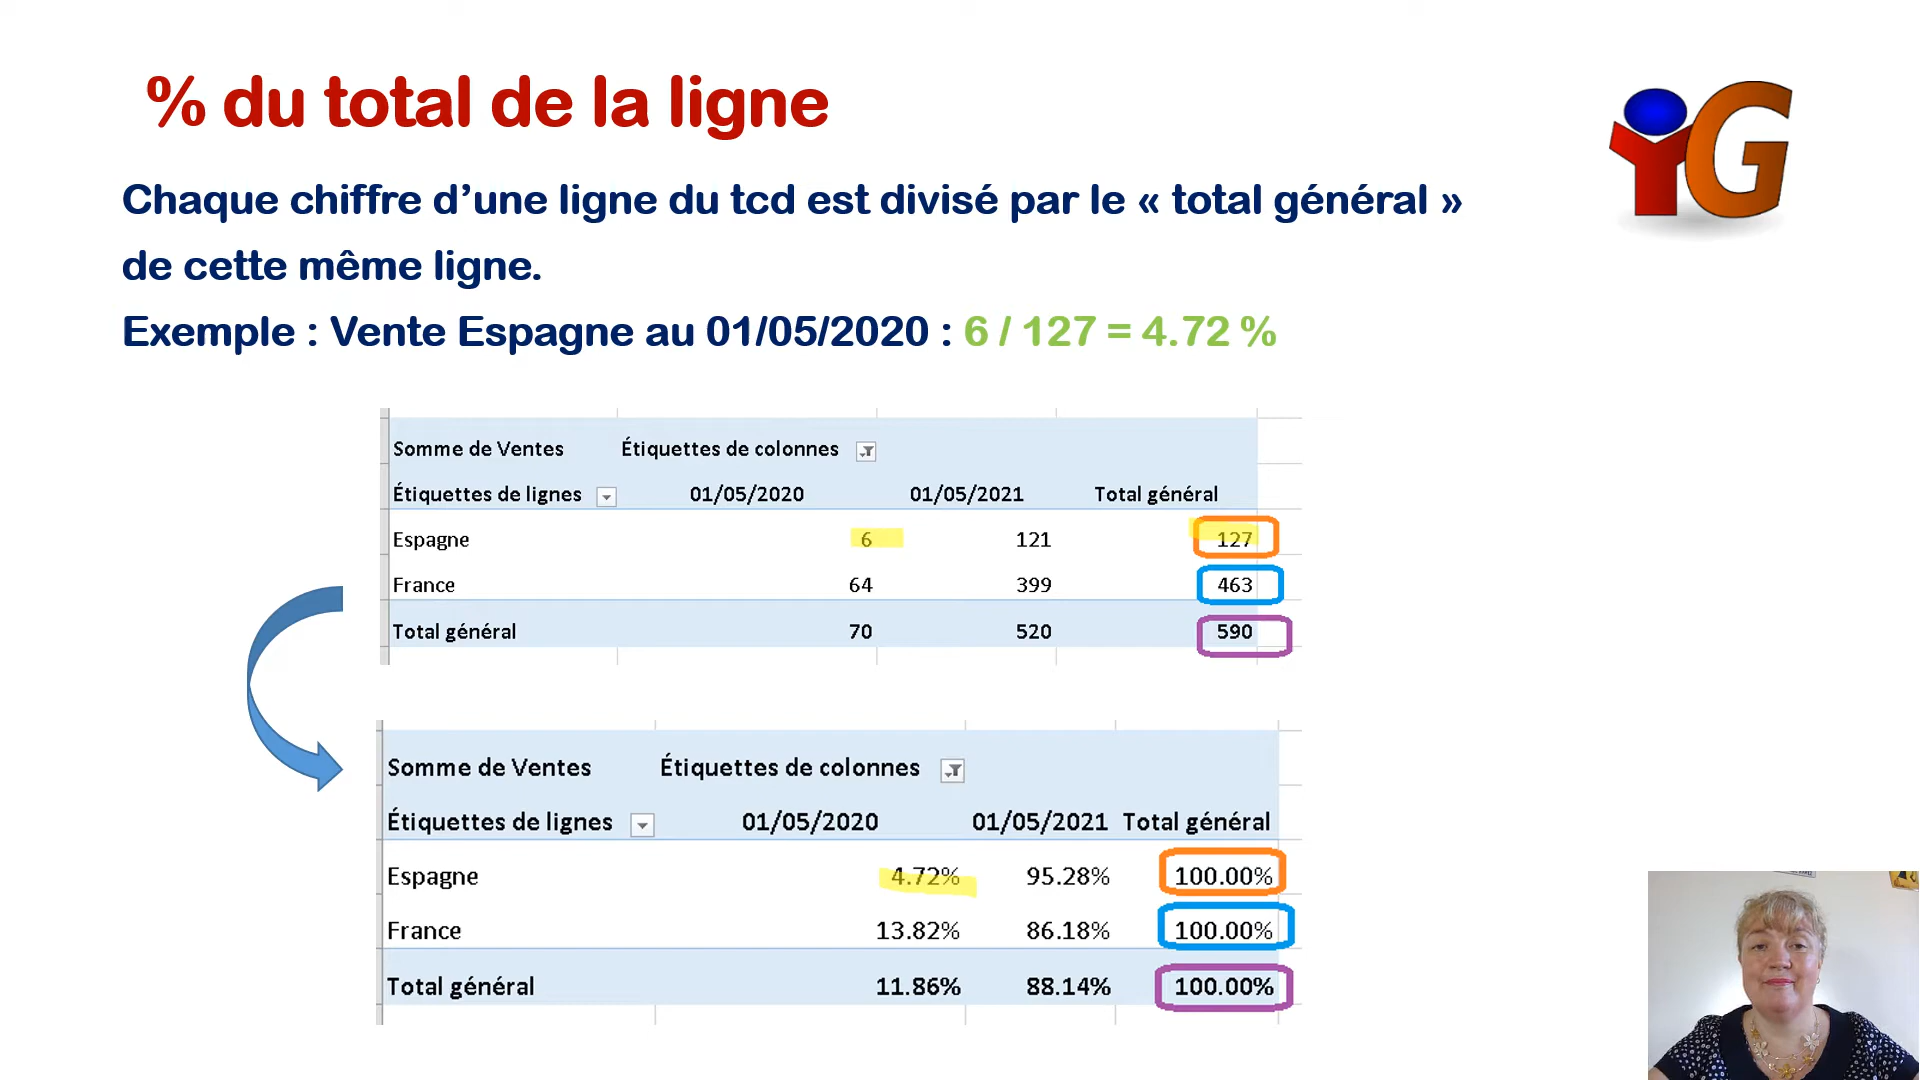 % du total de la ligne
YG
Chaque chiffre d’une ligne du tcd est divisé par le « total général »
de cette même ligne.
Exemple : Vente Espagne au 01/05/2020 : 6 / 127 = 4.72 %
Somme de Ventes Étiquettes de colonnes
Étiquettes de lignes 01/05/2020 01/05/2021 Total général
Espagne 6 121 127
France 64 399 463
Total général 70 520 590
Somme de Ventes Étiquettes de colonnes
Étiquettes de lignes 01/05/2020 01/05/2021 Total général
Espagne 4.72% 95.28% 100.00%
France 13.82% 86.18% 100.00%
Total général 11.86% 88.14% 100.00%